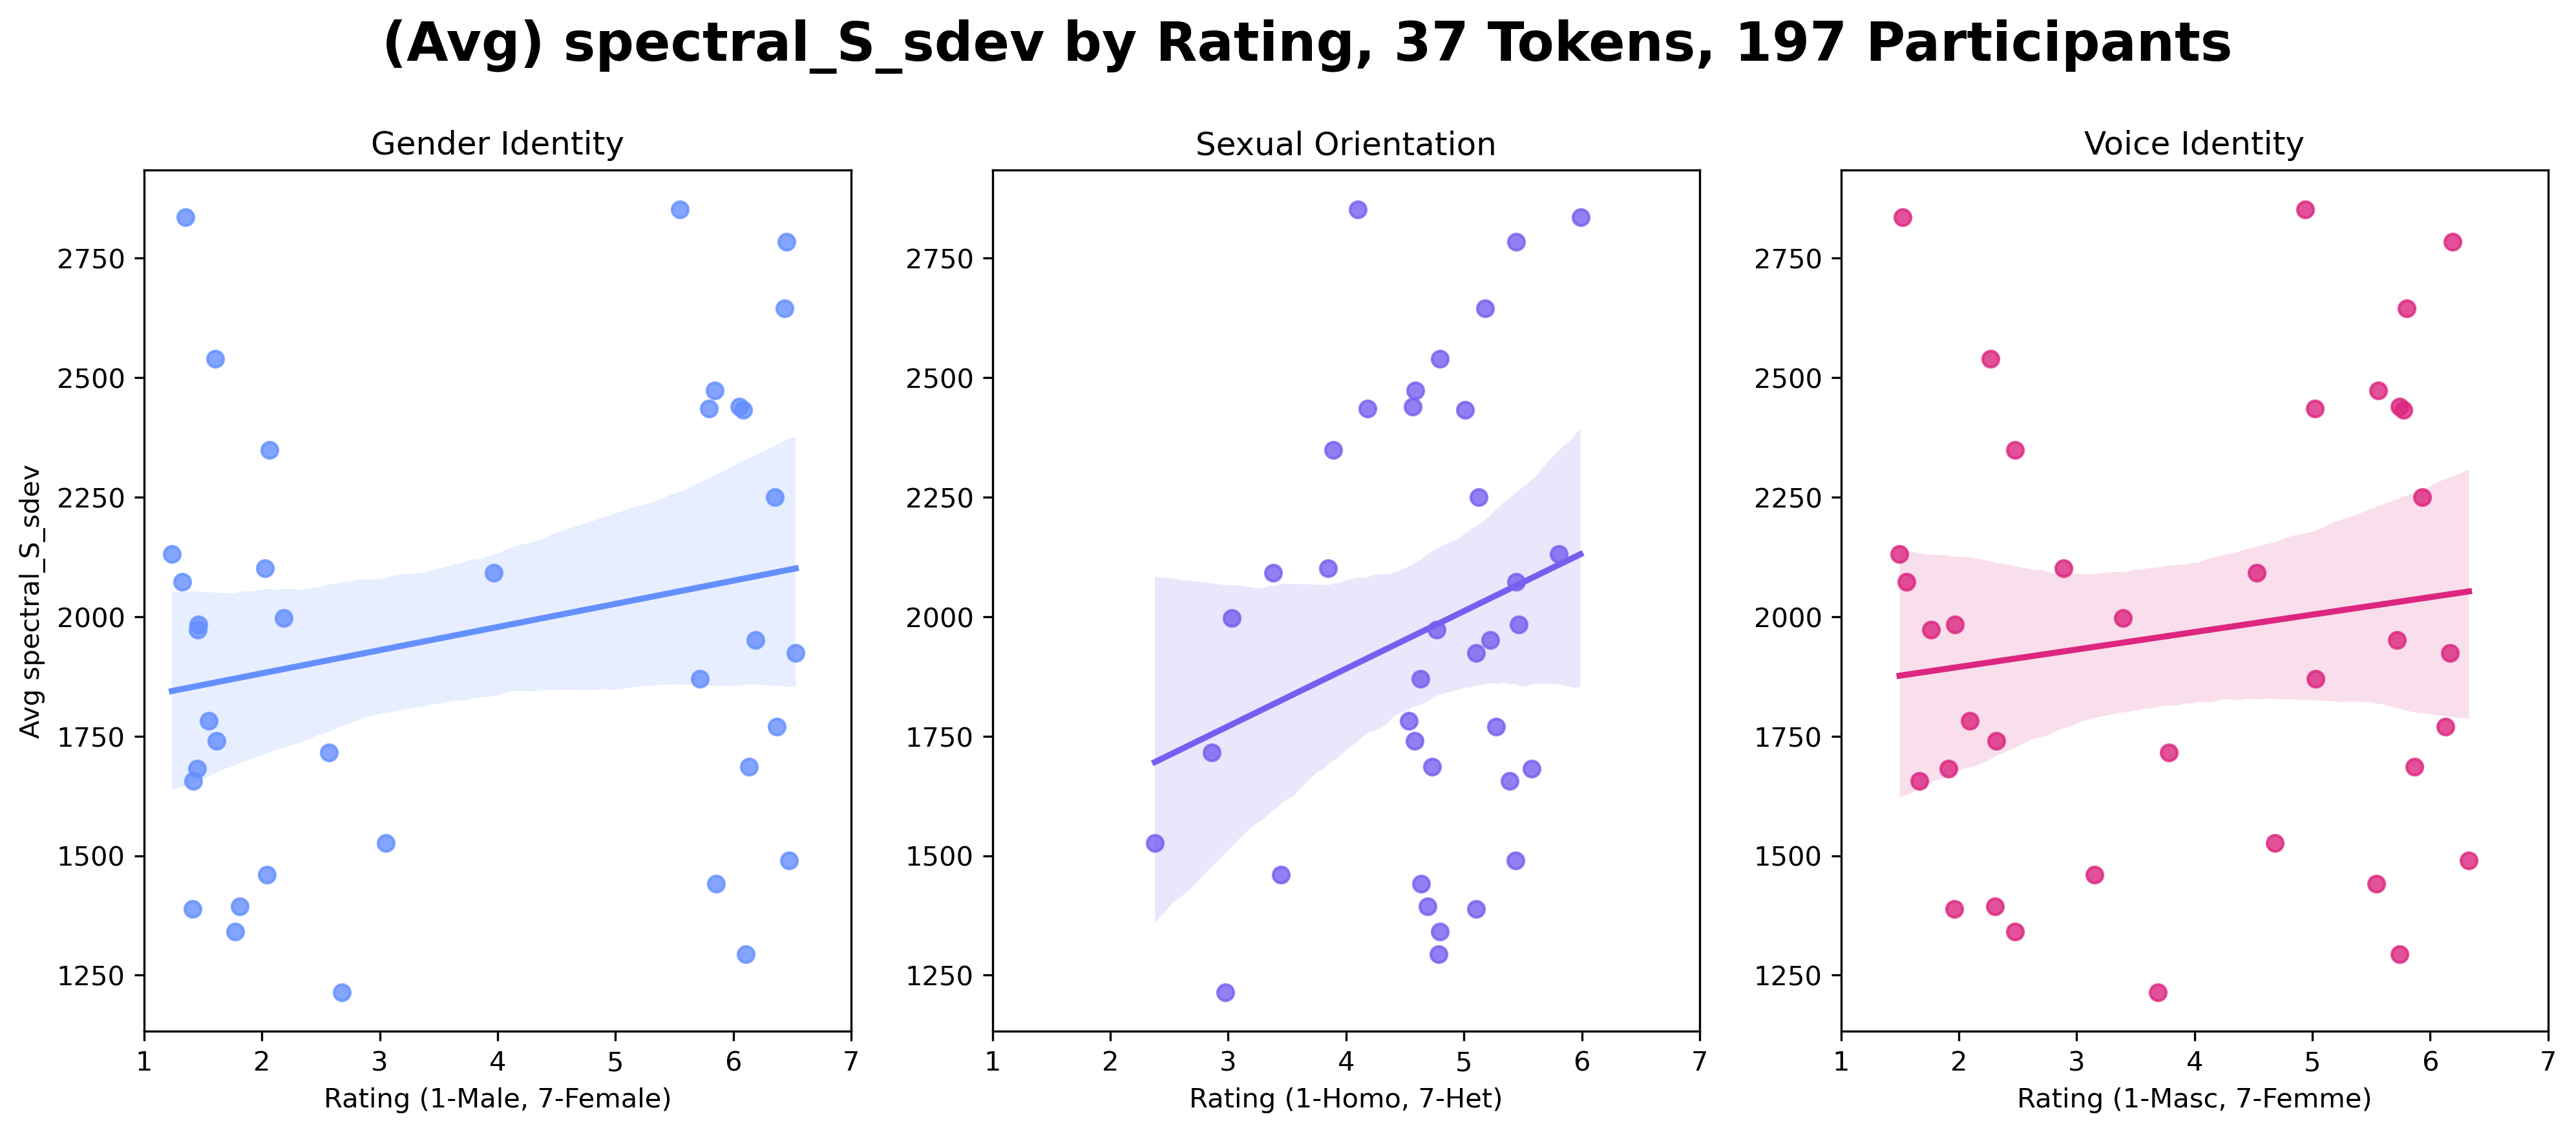 (Avg) spectral_S_sdev by Rating, 37 Tokens, 197 Participants
Gender Identity
Avg spectral_S_sdev
2750
2500
2250
2000
1750
1500
1250
1 2 3 4 5 6 7
Rating (1-Male, 7-Female)
Sexual Orientation
2750
2500
2250
2000
1750
1500
1250
1 2 3 4 5 6 7
Rating (1-Homo, 7-Het)
Voice Identity
2750
2500
2250
2000
1750
1500
1250
1 2 3 4 5 6 7
Rating (1-Masc, 7-Femme)